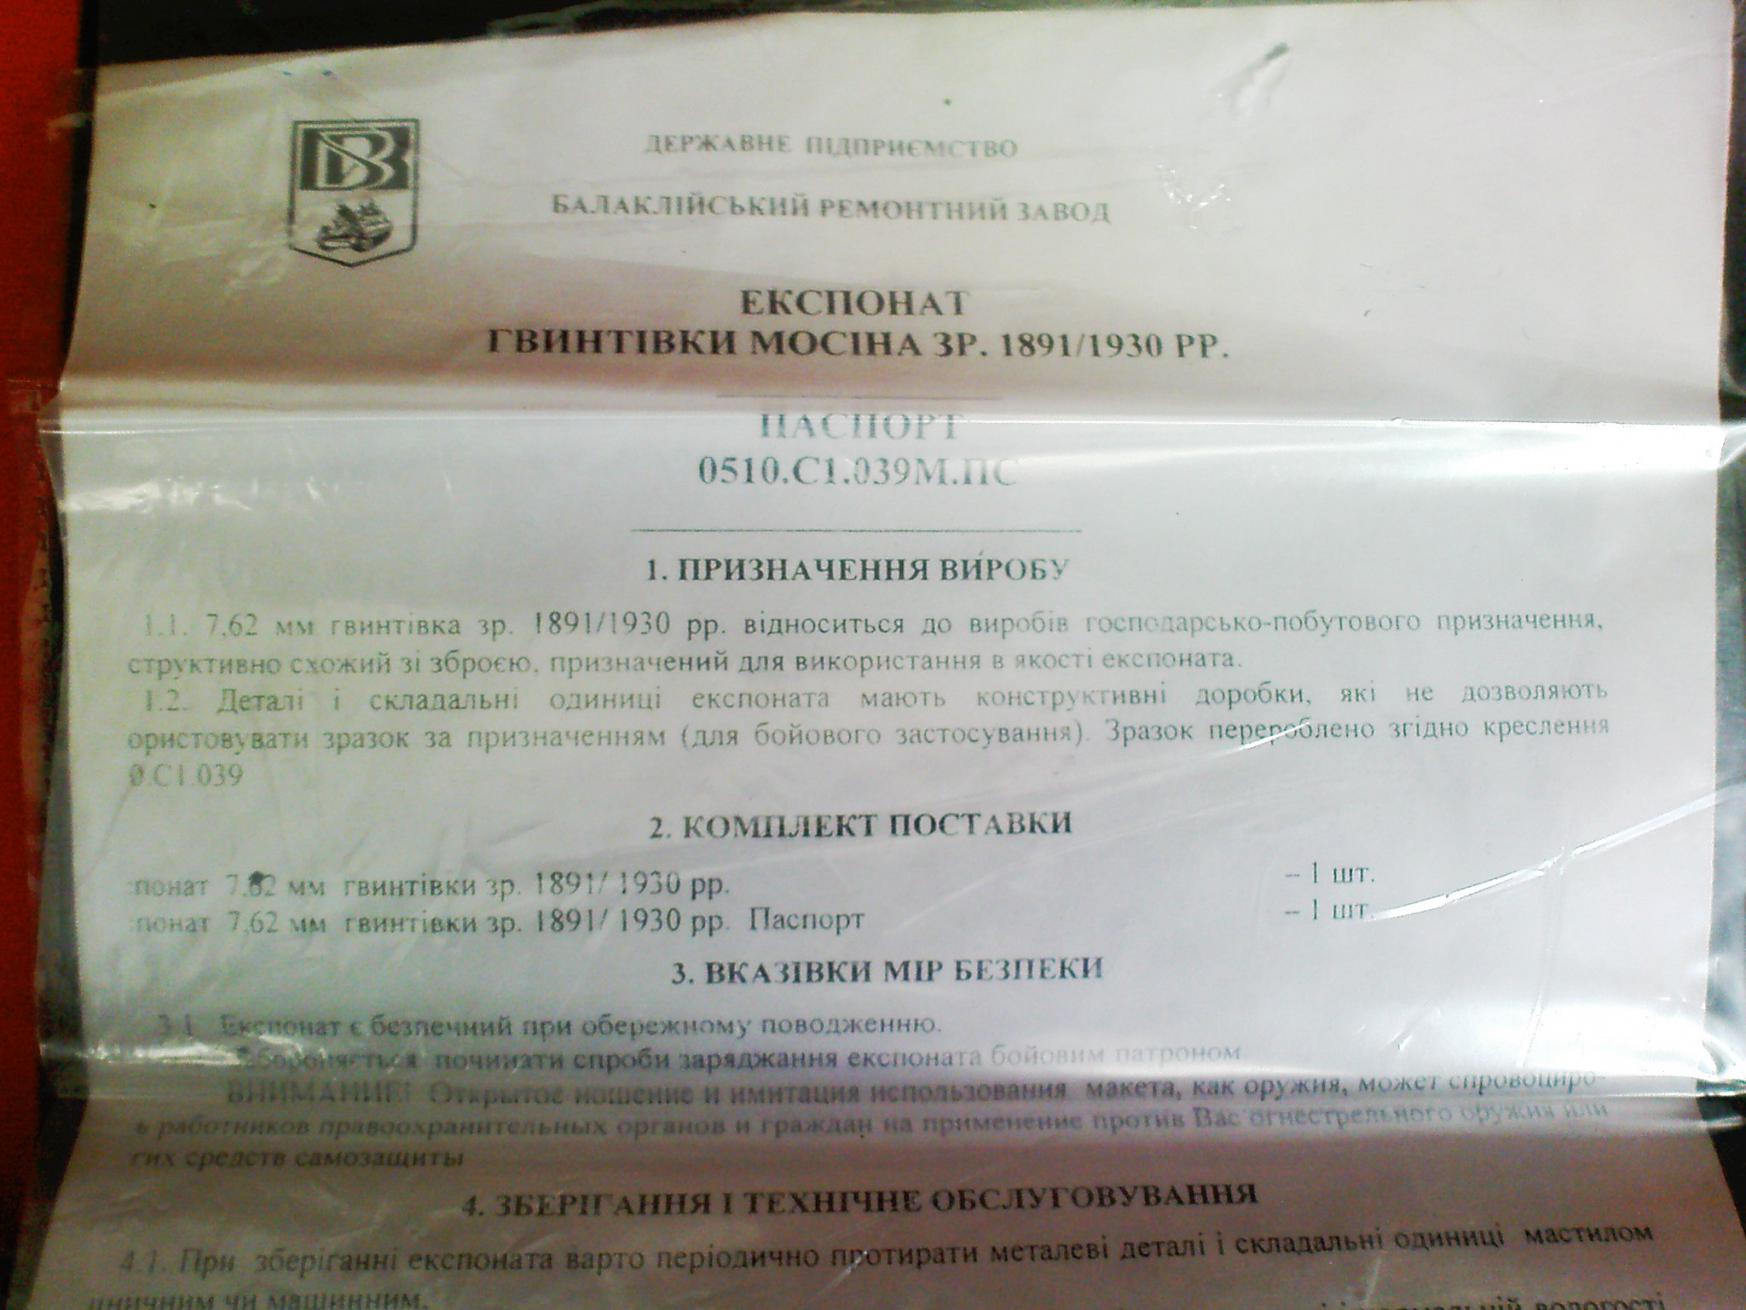 ДЕРЖАВНЕ ПІДПРИЄМСТВО
БАЛАКЛІЙСЬКИЙ РЕМОНТНИЙ ЗАВОД
ЕКСПОНАТ
ГВИНТІВКИ МОСІНА ЗР. 1891/1930 РР.
ПАСПОРТ
0510.С1.039М.ПС
1. ПРИЗНАЧЕННЯ ВИРОБУ
1.1. 7,62 мм гвинтівка зр. 1891/1930 рр. відноситься до виробів господарсько-побутового призначення,
структивно схожий зі зброєю, призначений для використання в якості експоната.
1.2. Деталі і складальні одиниці експоната мають конструктивні доробки, які не дозволяють
ористовувати зразок за призначенням (для бойового застосування). Зразок перероблено згідно креслення
0.С1.039
2. КОМПЛЕКТ ПОСТАВКИ
понат 7.62 мм гвинтівки зр. 1891/ 1930 рр. – 1 шт.
понат 7,62 мм гвинтівки зр. 1891/ 1930 рр. Паспорт – 1 шт.
3. ВКАЗІВКИ МІР БЕЗПЕКИ
3.1. Експонат є безпечний при обережному поводженню.
абороняється починати спроби заряджання експоната бойовим патроном
ВНИМАНИЕ! Открытое ношение и имитация использования макета, как оружия, может спровоциро-
ь работников правоохранительных органов и граждан на применение против Вас огнестрельного оружия или
гих средств самозащиты
4. ЗБЕРІГАННЯ І ТЕХНІЧНЕ ОБСЛУГОВУВАННЯ
4.1. При зберіганні експоната варто періодично протирати металеві деталі і складальні одиниці мастилом
чи машинним.
вологості